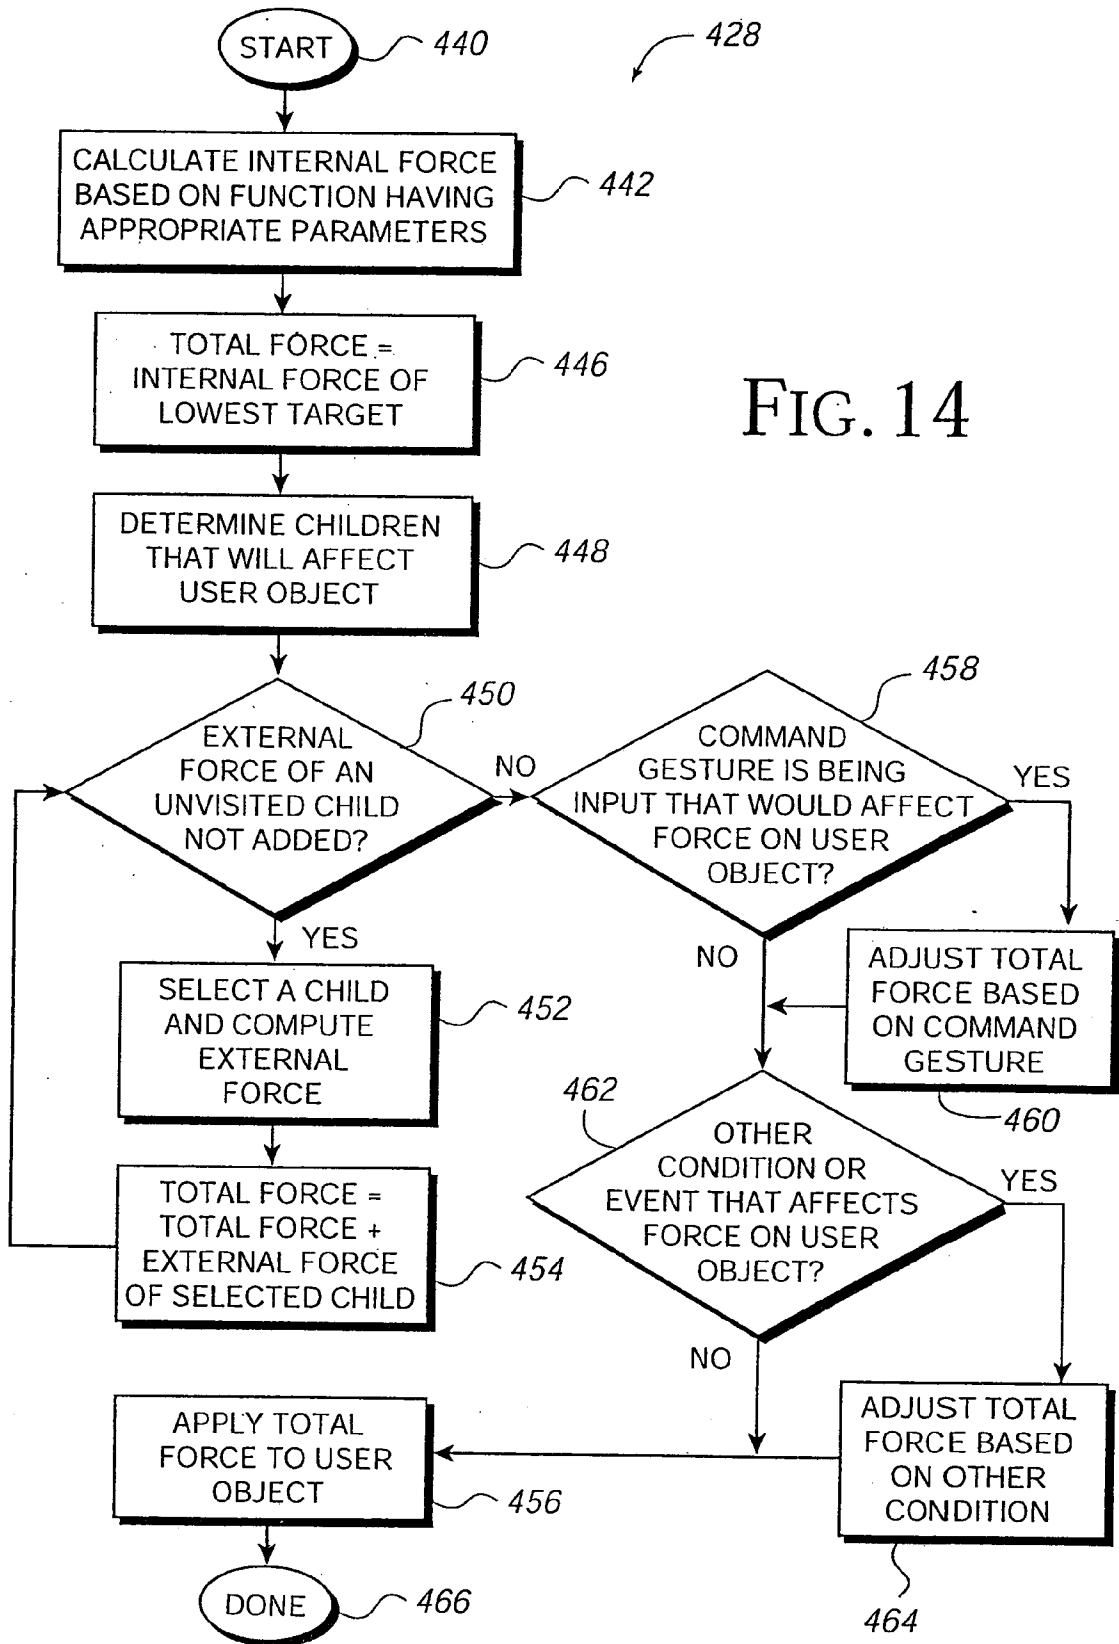 START
440
428
CALCULATE INTERNAL FORCE
BASED ON FUNCTION HAVING
APPROPRIATE PARAMETERS
442
TOTAL FORCE =
INTERNAL FORCE OF
LOWEST TARGET
446
FIG. 14
DETERMINE CHILDREN
THAT WILL AFFECT
USER OBJECT
448
EXTERNAL
FORCE OF AN
UNVISITED CHILD
NOT ADDED?
450
NO
YES
COMMAND
GESTURE IS BEING
INPUT THAT WOULD AFFECT
FORCE ON USER
OBJECT?
458
YES
NO
SELECT A CHILD
AND COMPUTE
EXTERNAL
FORCE
452
ADJUST TOTAL
FORCE BASED
ON COMMAND
GESTURE
460
TOTAL FORCE =
TOTAL FORCE +
EXTERNAL FORCE
OF SELECTED CHILD
454
462
OTHER
CONDITION OR
EVENT THAT AFFECTS
FORCE ON USER
OBJECT?
YES
NO
APPLY TOTAL
FORCE TO USER
OBJECT
456
ADJUST TOTAL
FORCE BASED
ON OTHER
CONDITION
464
DONE
466